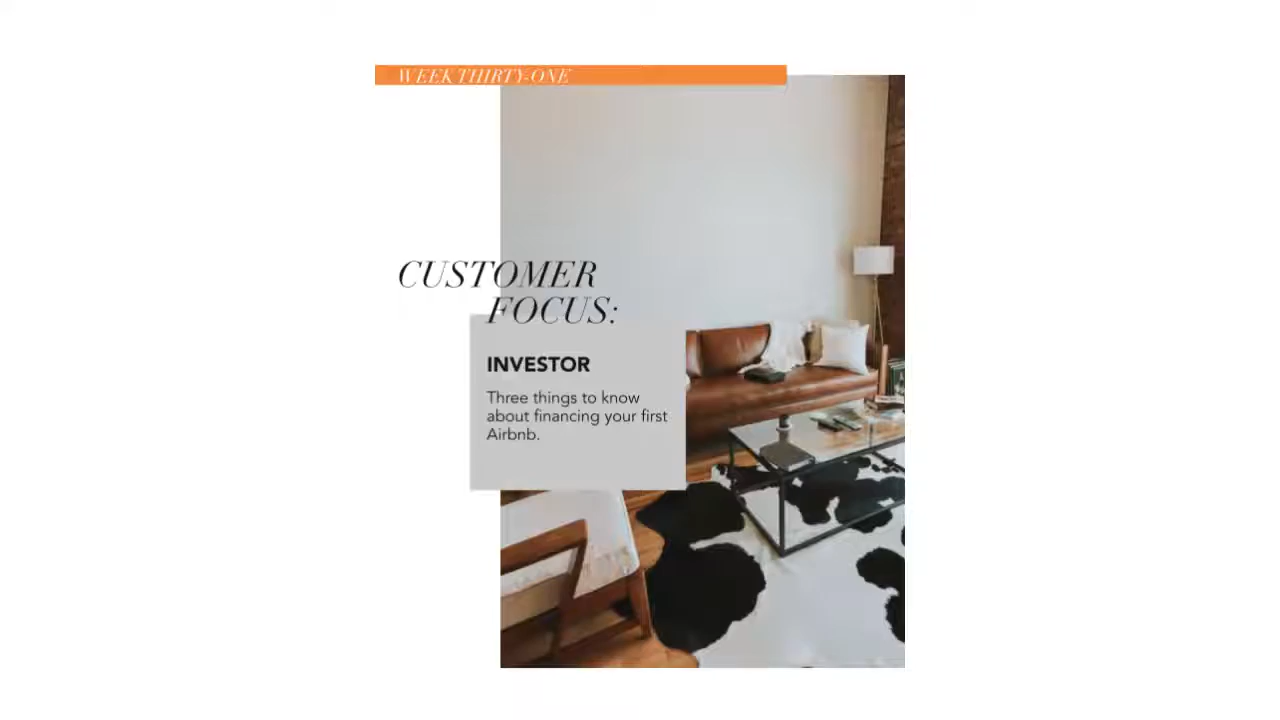 WEEK THIRTY-ONE
CUSTOMER
FOCUS:
INVESTOR
Three things to know
about financing your first
Airbnb.